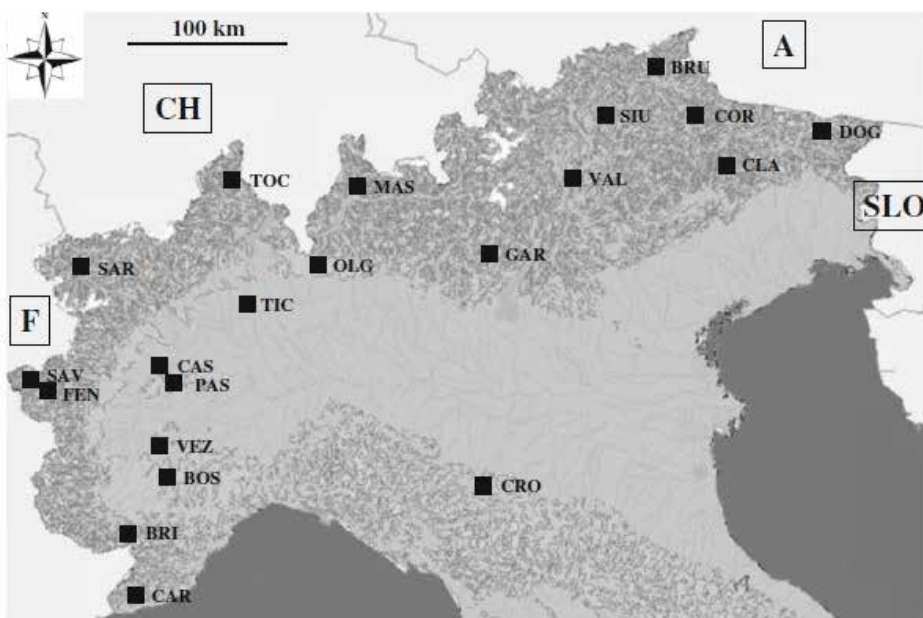 N
100 km
A
BRU
CH
SIU
COR
DOG
TOC
MAS
VAL
CLA
SLO
SAR
OLG
GAR
F
TIC
SAV
CAS
FEN
PAS
VEZ
BOS
CRO
BRI
CAR